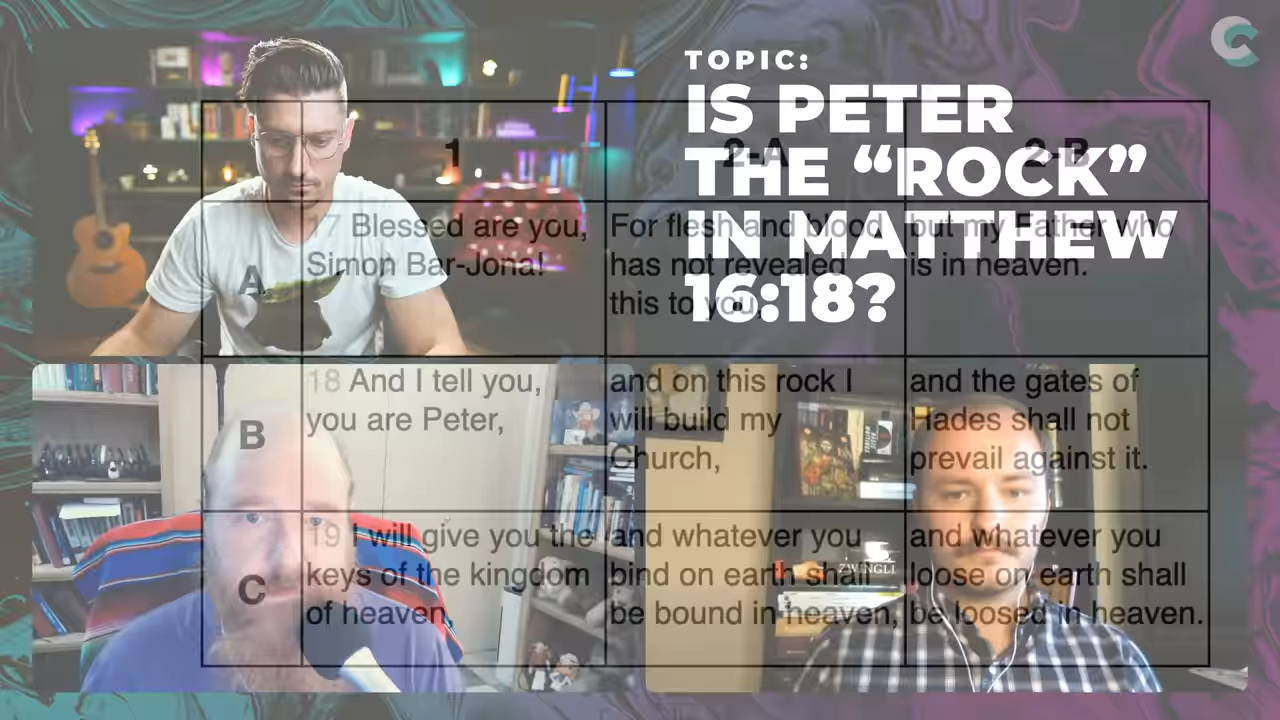 TOPIC:
IS PETER
THE “ROCK”
IN MATTHEW
16:18?
1
2-A
2-B
A
17 Blessed are you,
Simon Bar-Jona!
For flesh and blood
has not revealed
this to you,
but my Father who
is in heaven.
B
18 And I tell you,
you are Peter,
and on this rock I
will build my
Church,
and the gates of
Hades shall not
prevail against it.
C
19 I will give you the
keys of the kingdom
of heaven
and whatever you
bind on earth shall
be bound in heaven,
and whatever you
loose on earth shall
be loosed in heaven.
ZWINGLI